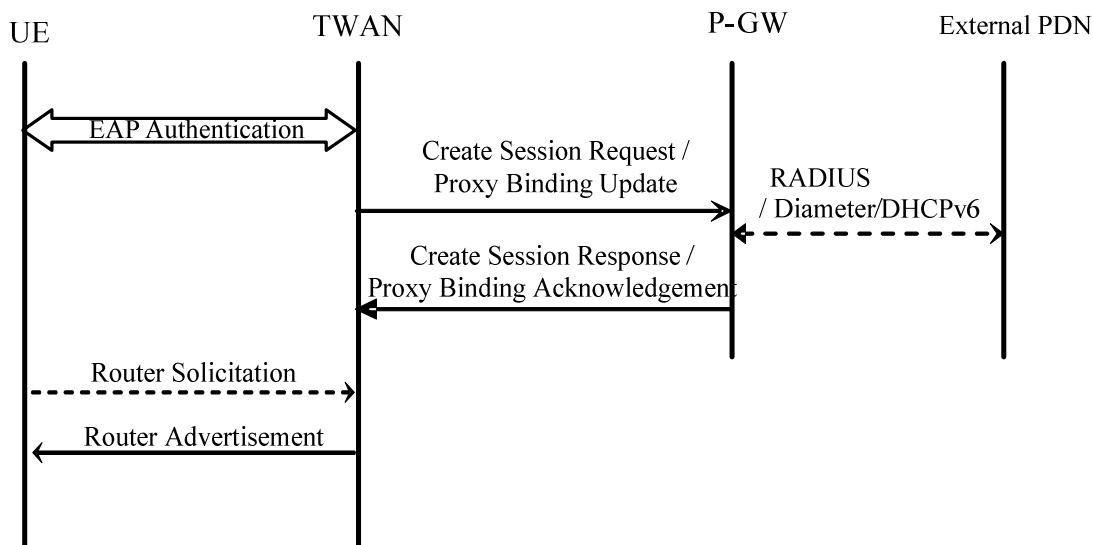 UE
TWAN
P-GW
External PDN
EAP Authentication
Create Session Request /
Proxy Binding Update
RADIUS
/ Diameter/DHCPv6
Create Session Response /
Proxy Binding Acknowledgement
Router Solicitation
Router Advertisement